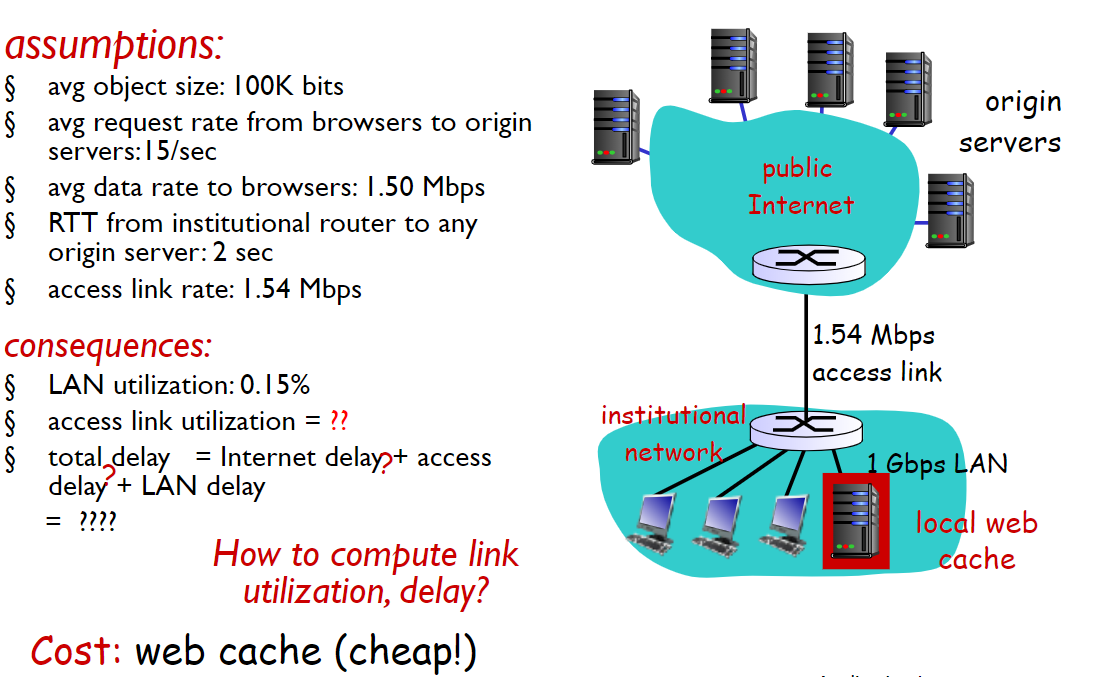 assumptions:
§ avg object size: 100K bits
§ avg request rate from browsers to origin
servers:15/sec
§ avg data rate to browsers: 1.50 Mbps
§ RTT from institutional router to any
origin server: 2 sec
§ access link rate: 1.54 Mbps
consequences:
§ LAN utilization: 0.15%
§ access link utilization = ??
§ total delay = Internet delay + access
? ?
delay + LAN delay
= ????
How to compute link
utilization, delay?
Cost: web cache (cheap!)
origin
servers
public
Internet
1.54 Mbps
access link
institutional
network
1 Gbps LAN
local web
cache